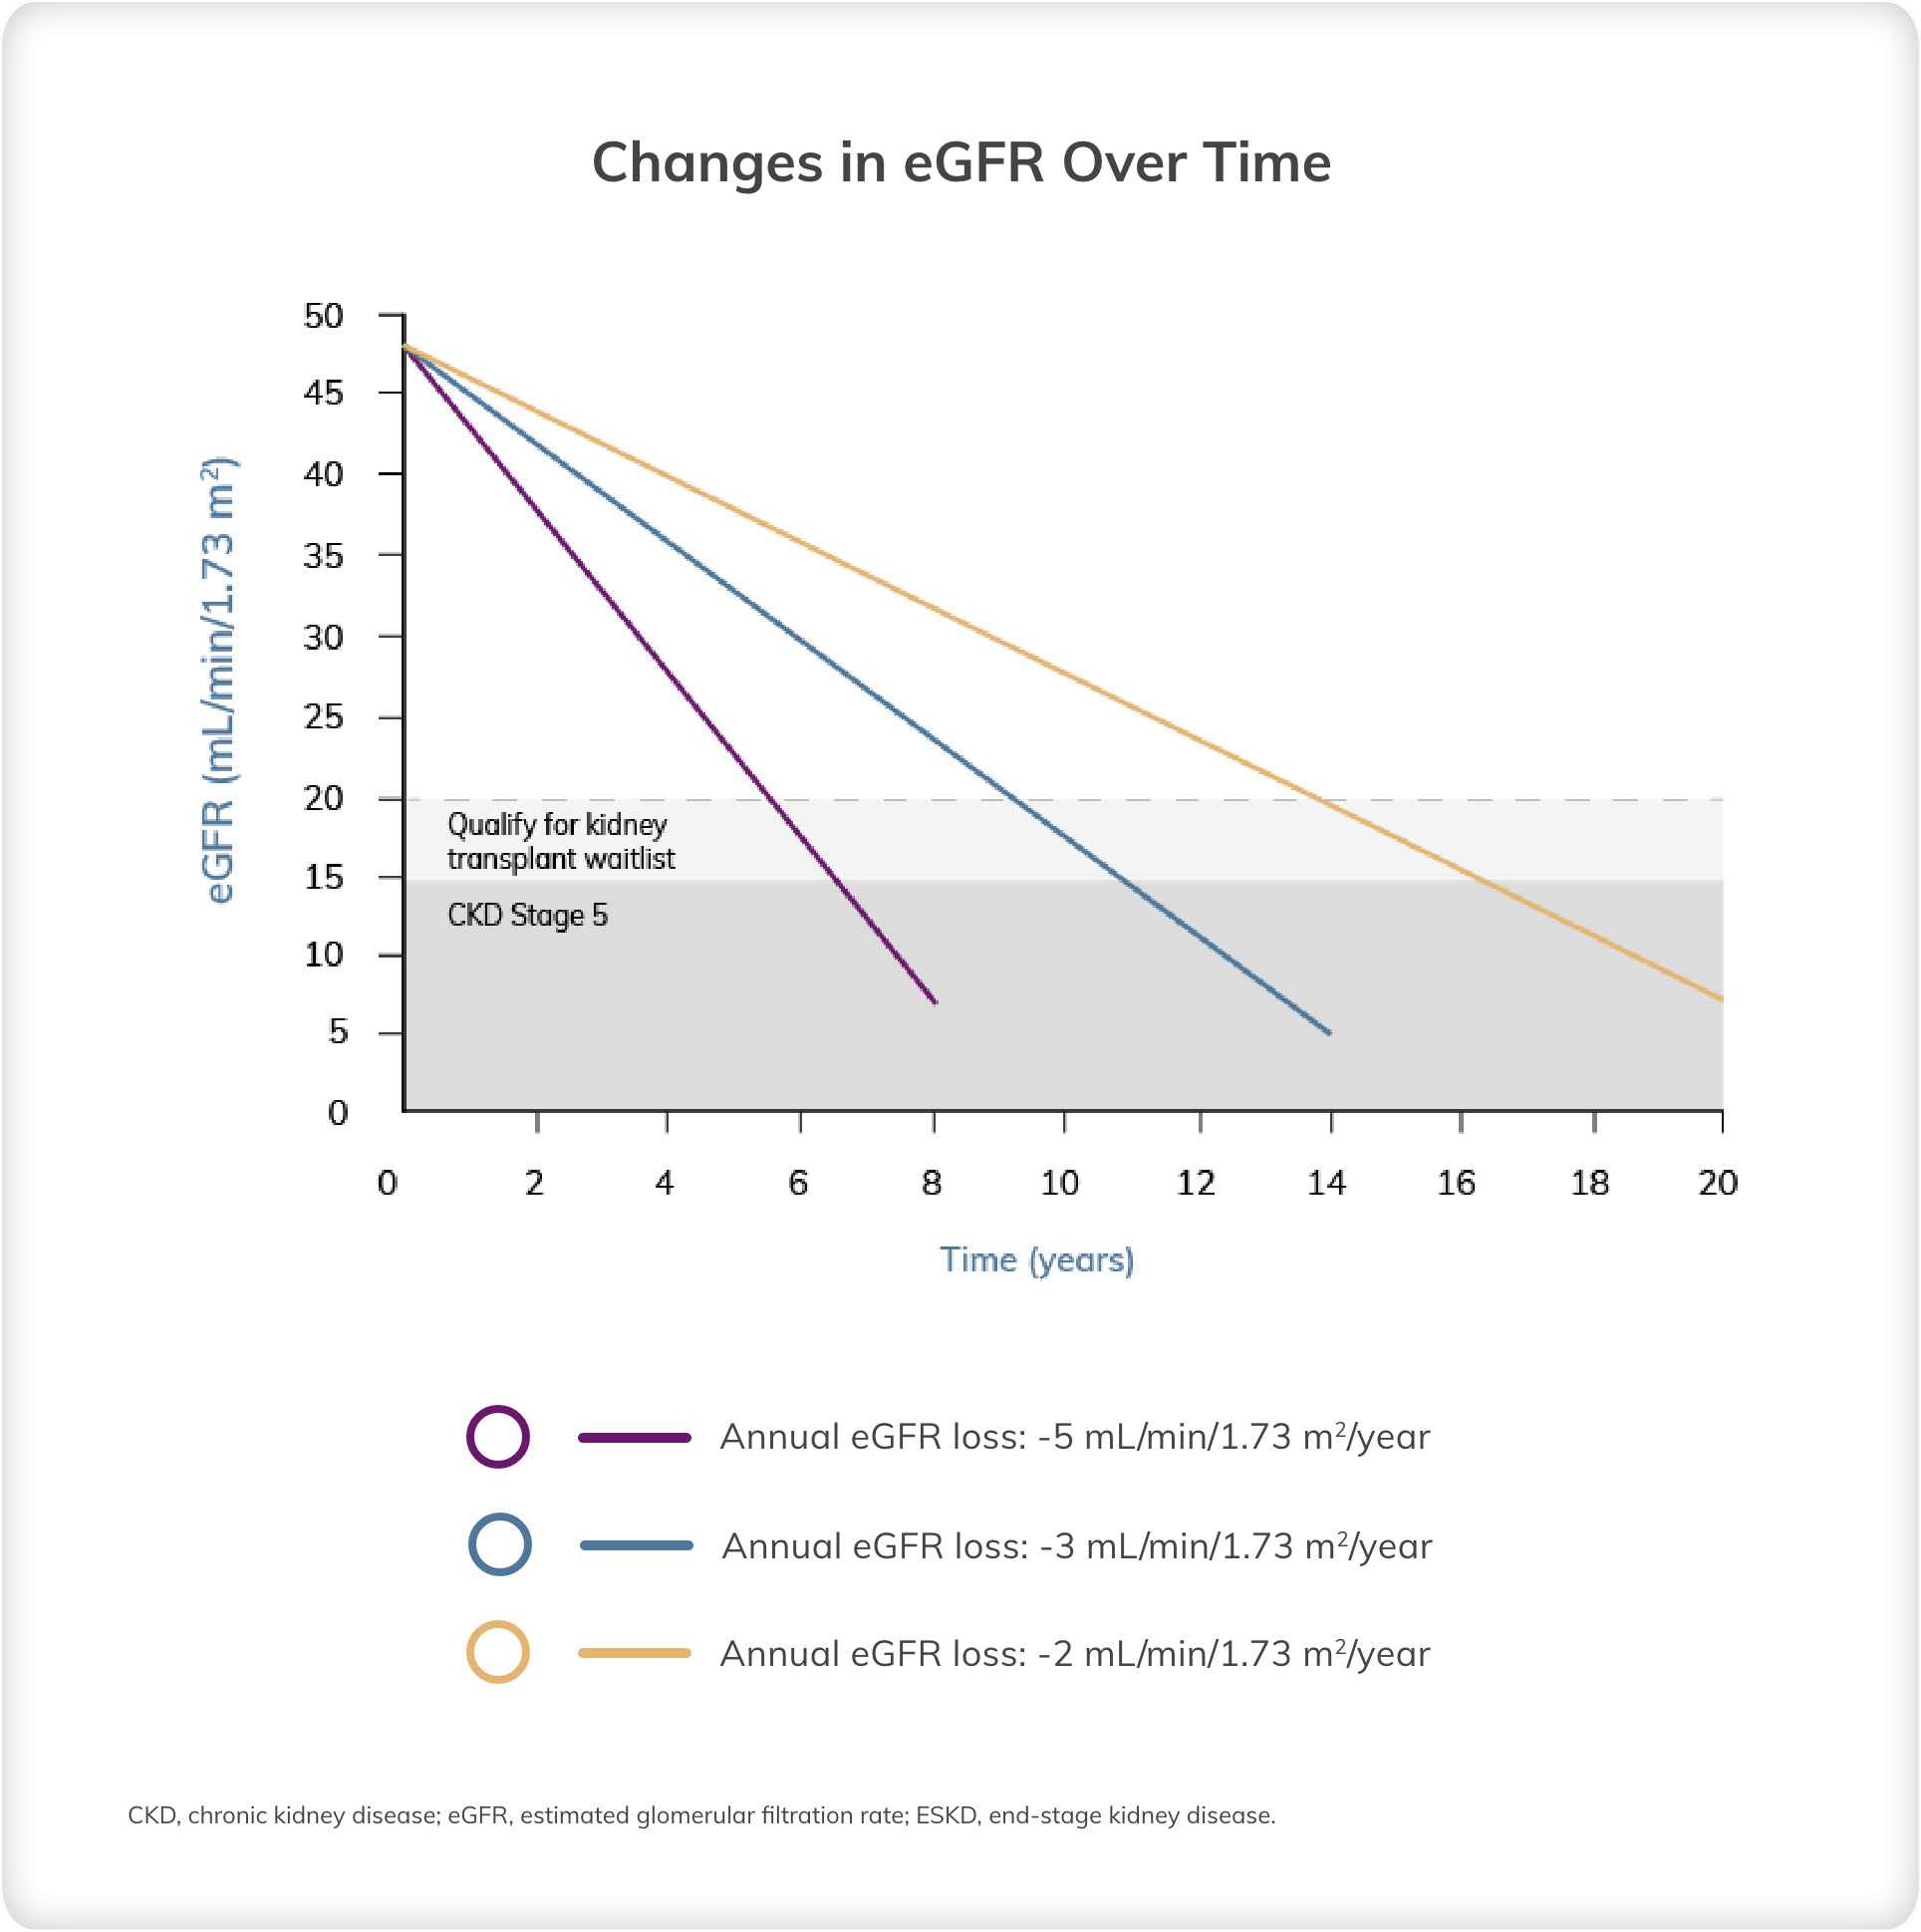 Changes in eGFR Over Time
eGFR (mL/min/1.73 m²)
50
45
40
35
30
25
20
15
10
5
0
Qualify for kidney
transplant waitlist
CKD Stage 5
0 2 4 6 8 10 12 14 16 18 20
Time (years)
Annual eGFR loss: -5 mL/min/1.73 m²/year
Annual eGFR loss: -3 mL/min/1.73 m²/year
Annual eGFR loss: -2 mL/min/1.73 m²/year
CKD, chronic kidney disease; eGFR, estimated glomerular filtration rate; ESKD, end-stage kidney disease.